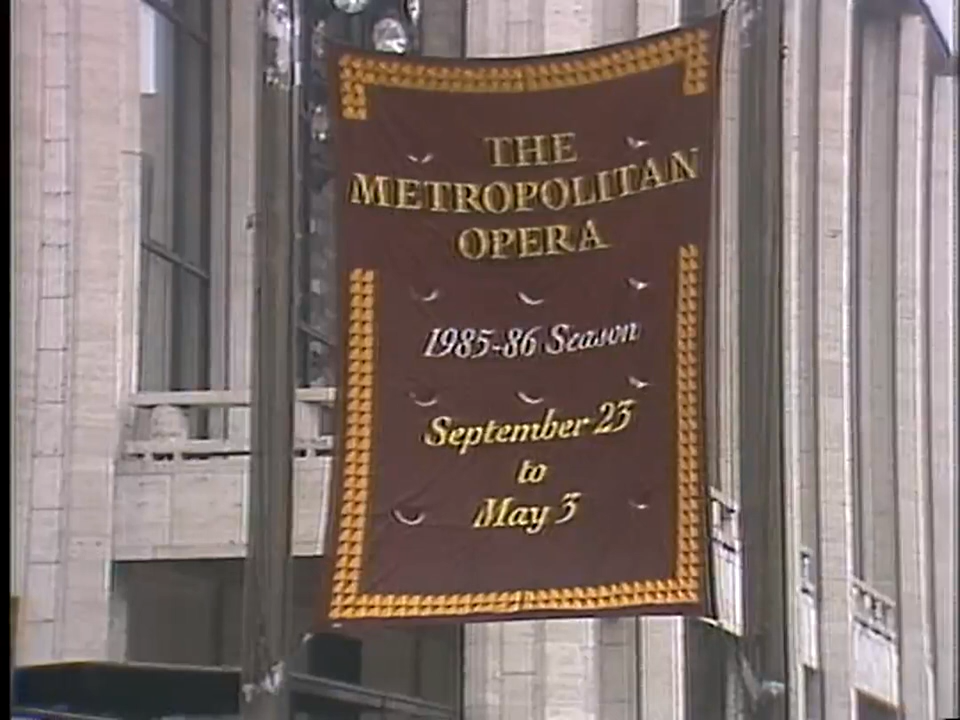 THE
METROPOLITAN
OPERA
1985-86 Season
September 23
to
May 3